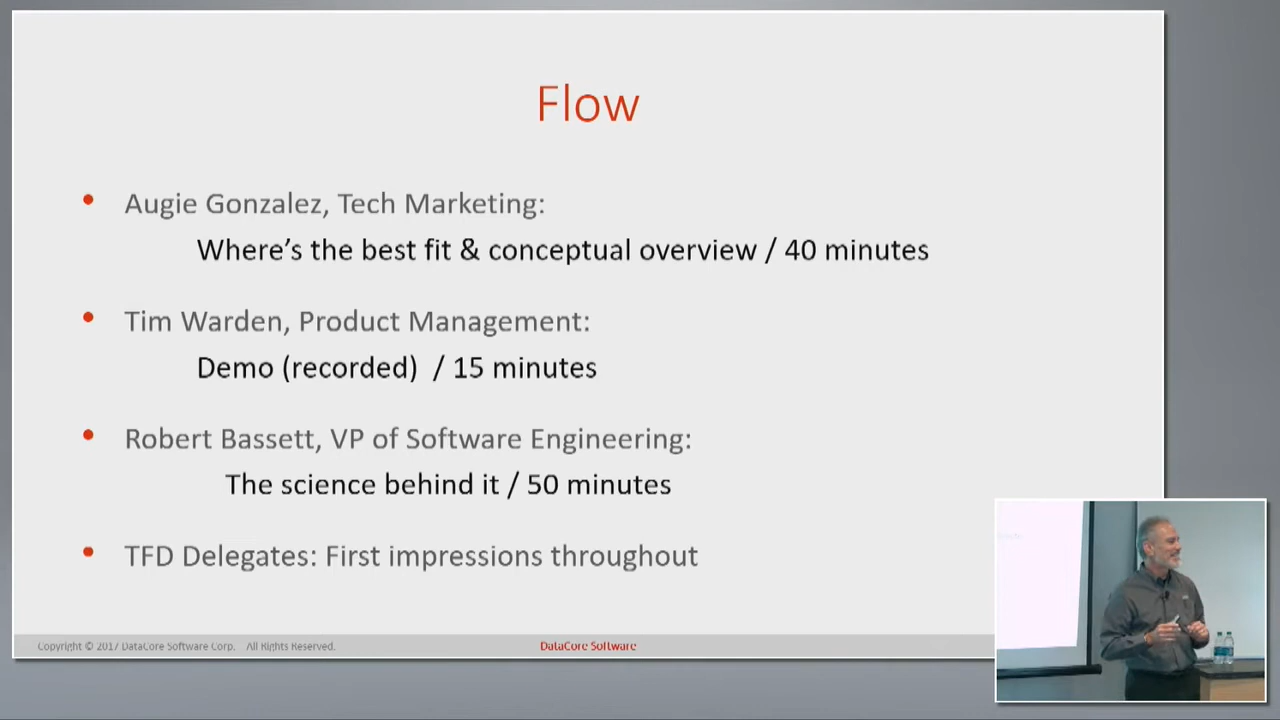 Flow
• Augie Gonzalez, Tech Marketing:
Where's the best fit & conceptual overview / 40 minutes
• Tim Warden, Product Management:
Demo (recorded) / 15 minutes
• Robert Bassett, VP of Software Engineering:
The science behind it / 50 minutes
• TFD Delegates: First impressions throughout
Copyright © 2017 DataCore Software Corp. All Rights Reserved.
DataCore Software